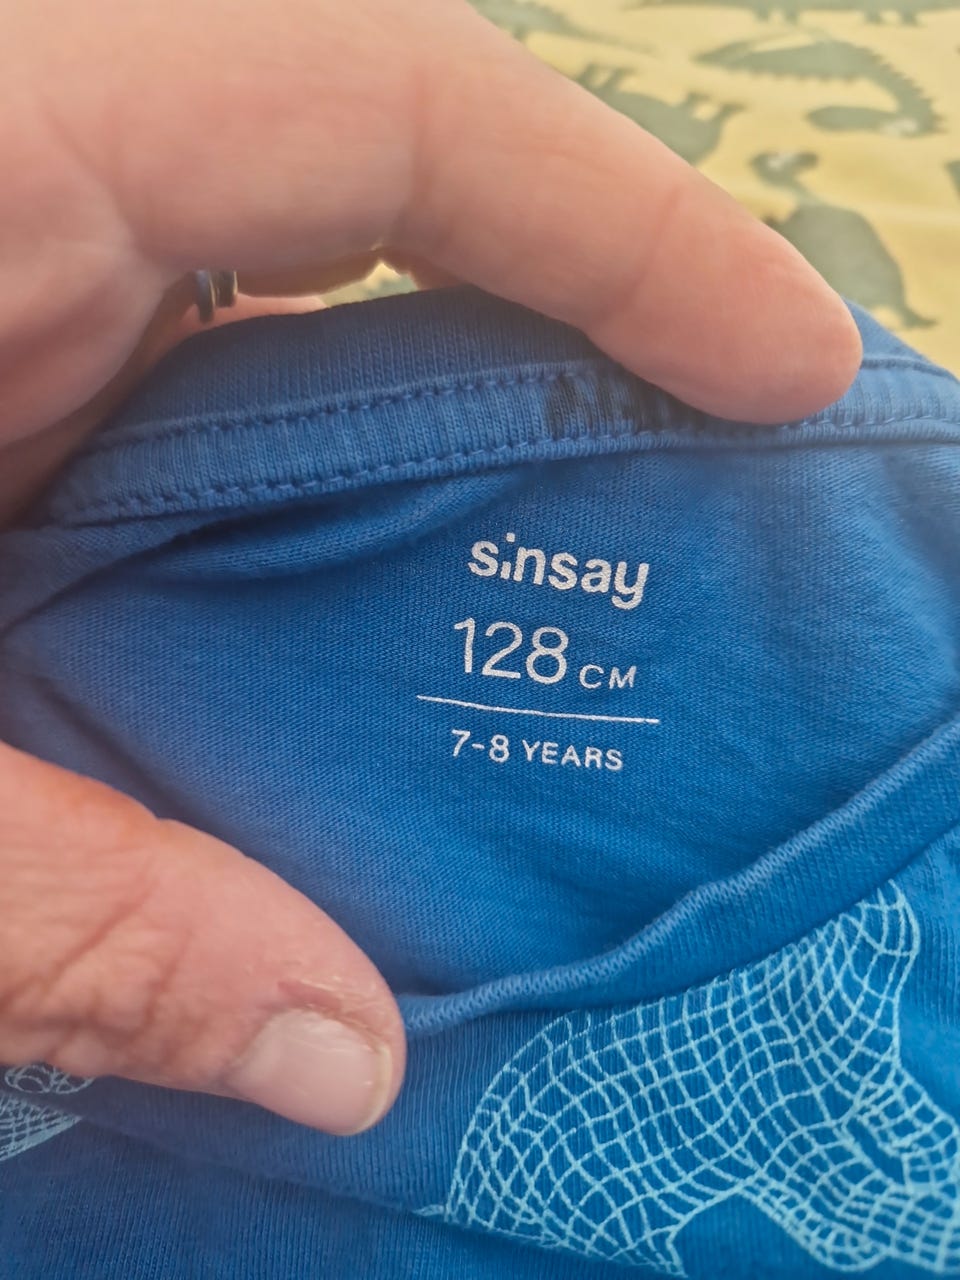 sinsay
128 CM
7-8 YEARS